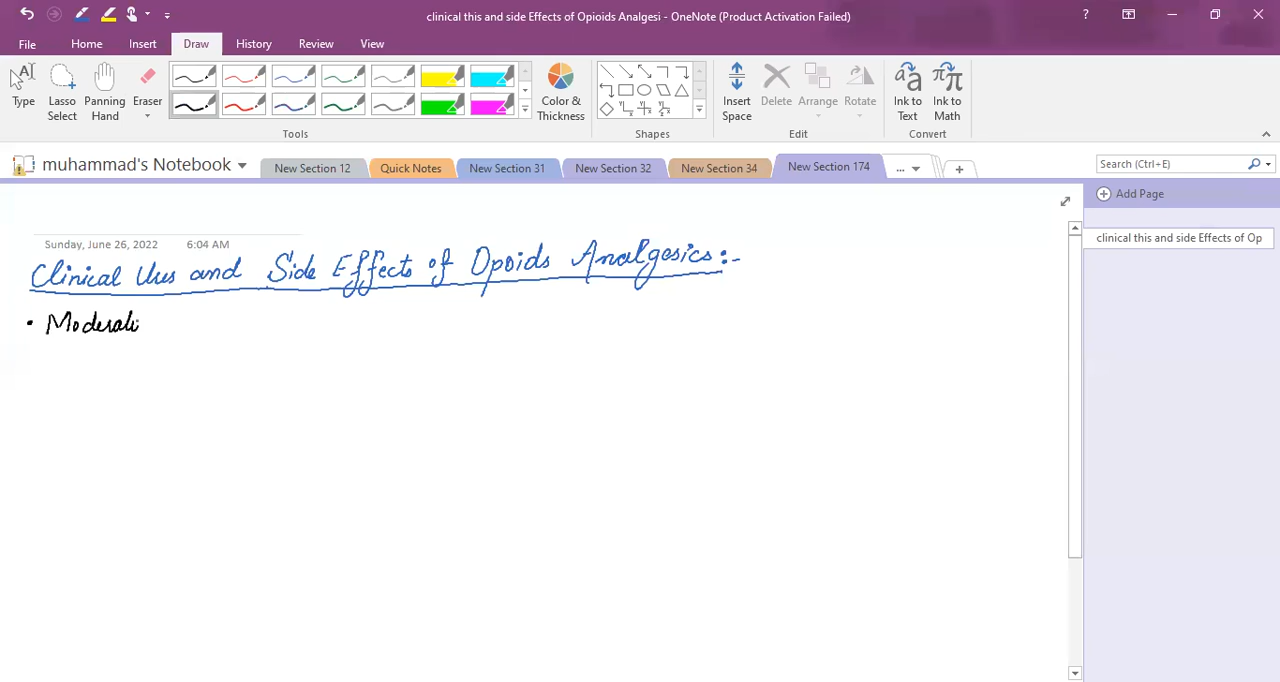 clinical this and side Effects of Opioids Analgesi - OneNote (Product Activation Failed)
File Home Insert Draw History Review View
Type Lasso Select Panning Hand Eraser Color & Thickness Insert Space Delete Arrange Rotate Ink to Text Ink to Math
Tools Shapes Edit Convert
muhammad's Notebook New Section 12 Quick Notes New Section 31 New Section 32 New Section 34 New Section 174 ... Search (Ctrl+E)
Add Page
clinical this and side Effects of Op
Sunday, June 26, 2022 6:04 AM
Clinical Uses and Side Effects of Opoids Analgesics :-